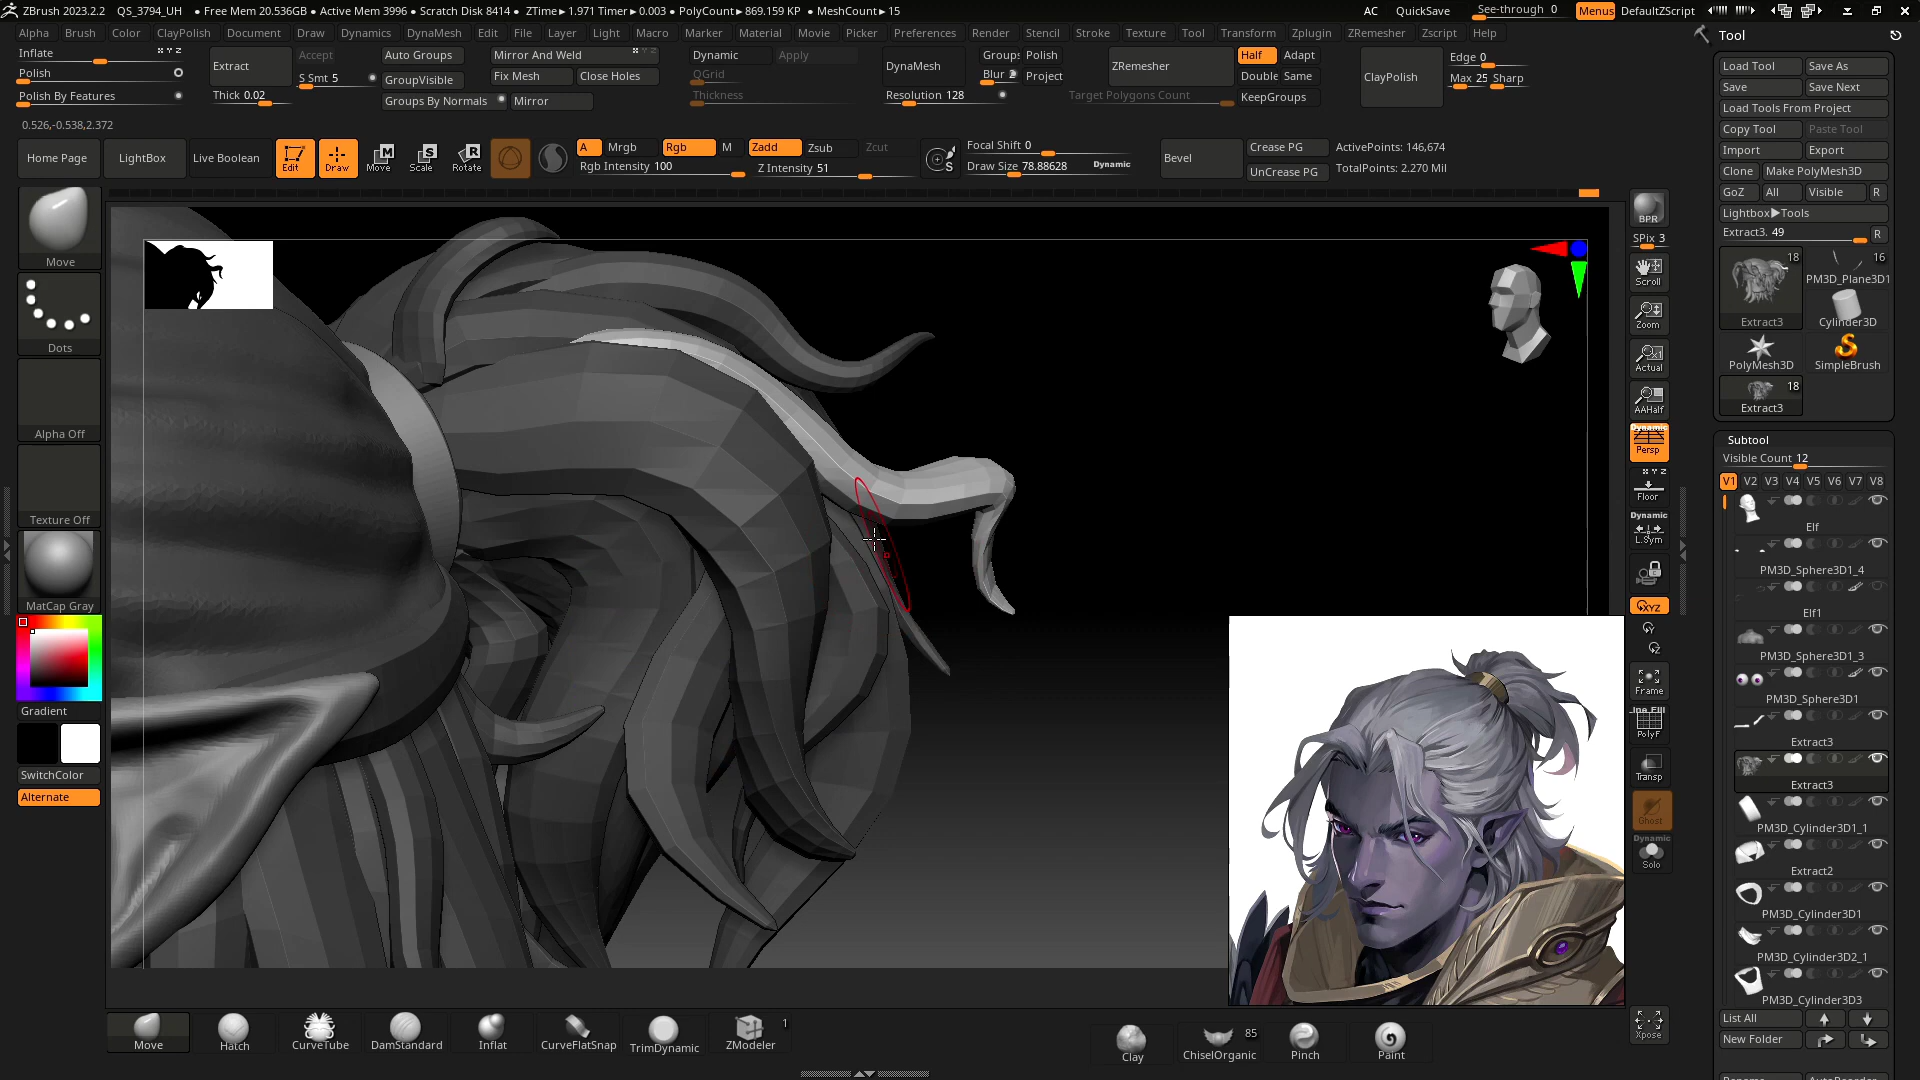 ZBrush 2023.2.2 QS_3794_UH • Free Mem 20.536GB • Active Mem 3996 • Scratch Disk 8414 • ZTime▸1.971 Timer▸0.003 • PolyCount▸869.159 KP • MeshCount▸15
AC QuickSave See-through 0 Menus DefaultZScript
Alpha Brush Color ClayPolish Document Draw Dynamics DynaMesh Edit File Layer Light Macro Marker Material Movie Picker Preferences Render Stencil Stroke Texture Tool Transform Zplugin ZRemesher Zscript Help
Inflate
Polish
Polish By Features
Extract
Accept
S Smt 5
Thick 0.02
Auto Groups
GroupVisible
Groups By Normals
Mirror And Weld
Fix Mesh Close Holes
Mirror
Dynamic Apply
QGrid
Thickness
DynaMesh
Groups Polish
Blur 2 Project
Resolution 128
ZRemesher
Half Adapt
Double Same
KeepGroups
Target Polygons Count
ClayPolish
Edge 0
Max 25 Sharp
0.526,-0.538,2.372
Home Page LightBox Live Boolean Edit Draw Move Scale Rotate
A Mrgb Rgb M Zadd Zsub Zcut
Rgb Intensity 100 Z Intensity 51
Focal Shift 0
Draw Size 78.88628 Dynamic
Bevel
Crease PG
UnCrease PG
ActivePoints: 146,674
TotalPoints: 2.270 Mil
Move
Dots
Alpha Off
Texture Off
MatCap Gray
Gradient
SwitchColor
Alternate
BPR
SPix 3
Scroll
Zoom
Actual
AAHalf
Dynamic
Persp
Floor
Dynamic
L.Sym
XYZ
Frame
Line Fill
PolyF
Transp
Ghost
Dynamic
Solo
Xpose
Tool
Load Tool Save As
Save Save Next
Load Tools From Project
Copy Tool Paste Tool
Import Export
Clone Make PolyMesh3D
GoZ All Visible R
Lightbox▶Tools
Extract3. 49 R
18 16
PM3D_Plane3D1
Extract3 Cylinder3D
PolyMesh3D SimpleBrush
18
Extract3
Subtool
Visible Count 12
V1 V2 V3 V4 V5 V6 V7 V8
Elf
PM3D_Sphere3D1_4
Elf1
PM3D_Sphere3D1_3
PM3D_Sphere3D1
Extract3
Extract3
PM3D_Cylinder3D1_1
Extract2
PM3D_Cylinder3D1
PM3D_Cylinder3D2_1
PM3D_Cylinder3D3
List All
New Folder
Move Hatch CurveTube DamStandard Inflat CurveFlatSnap TrimDynamic ZModeler 1
Clay ChiselOrganic 85 Pinch Paint